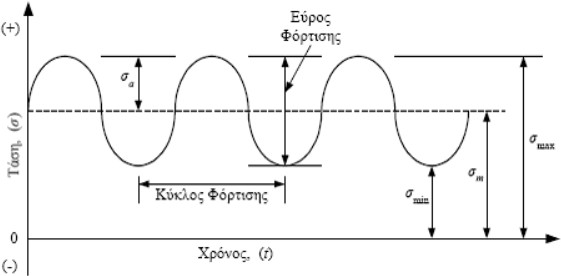 (+)
Εύρος
Φόρτισης
σa
Τάση, (σ)
σmax
σm
σmin
Κύκλος Φόρτισης
0
Χρόνος, (t)
(-)